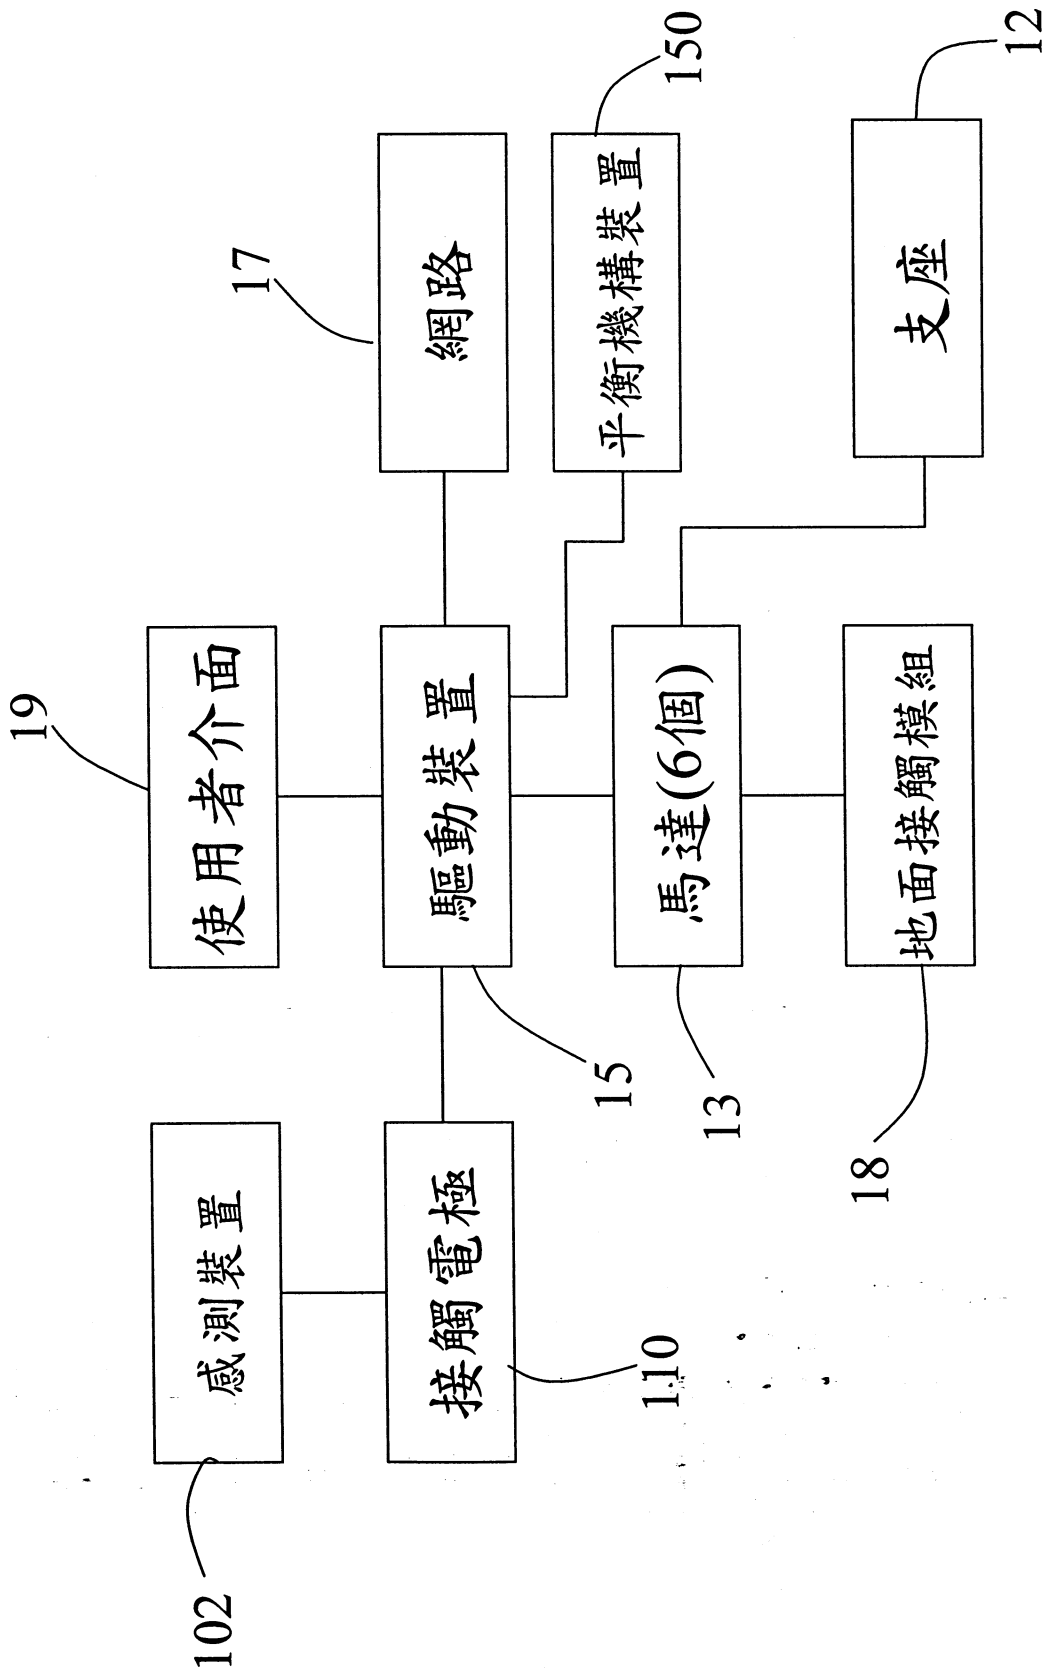 19
使用者介面
17
網路
102
感測裝置
驅動裝置
15
150
平衡機構裝置
接觸電極
110
馬達(6個)
13
12
支座
地面接觸模組
18